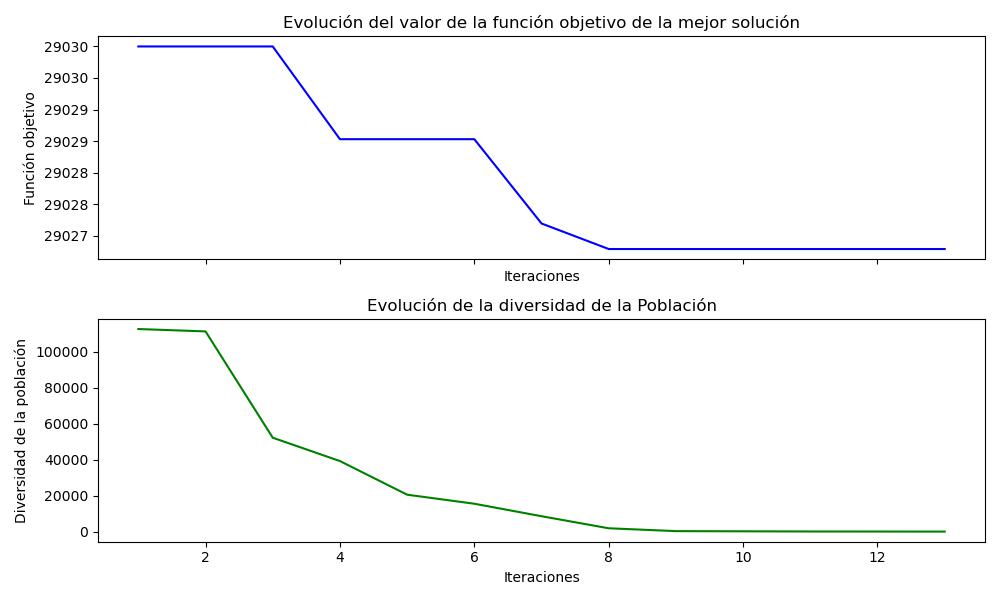 Evolución del valor de la función objetivo de la mejor solución
29030
29030
29029
29029
29028
28028
29027
Función objetivo
Iteraciones
Evolución de la diversidad de la Población
100000
80000
60000
40000
20000
0
Diversidad de la población
2 4 6 8 10 12
Iteraciones